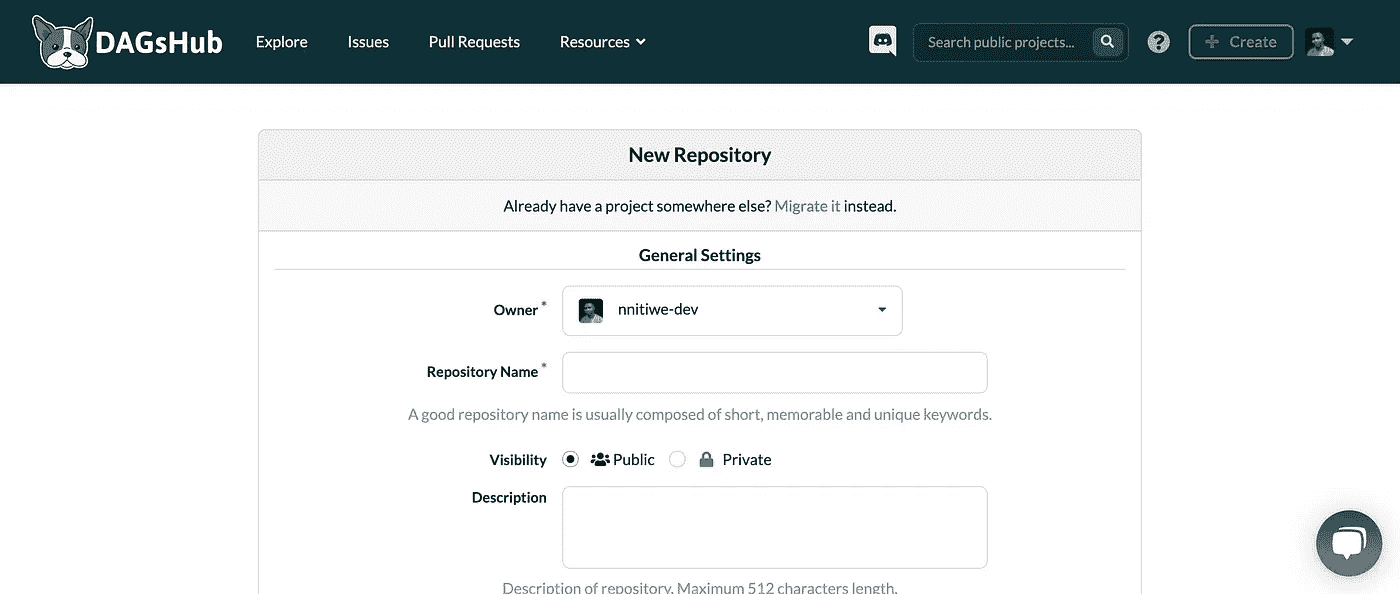 DAGsHub Explore Issues Pull Requests Resources Search public projects... ? + Create
New Repository
Already have a project somewhere else? Migrate it instead.
General Settings
Owner * nnitiwe-dev
Repository Name *
A good repository name is usually composed of short, memorable and unique keywords.
Visibility Public Private
Description
Description of repository. Maximum 512 characters length.